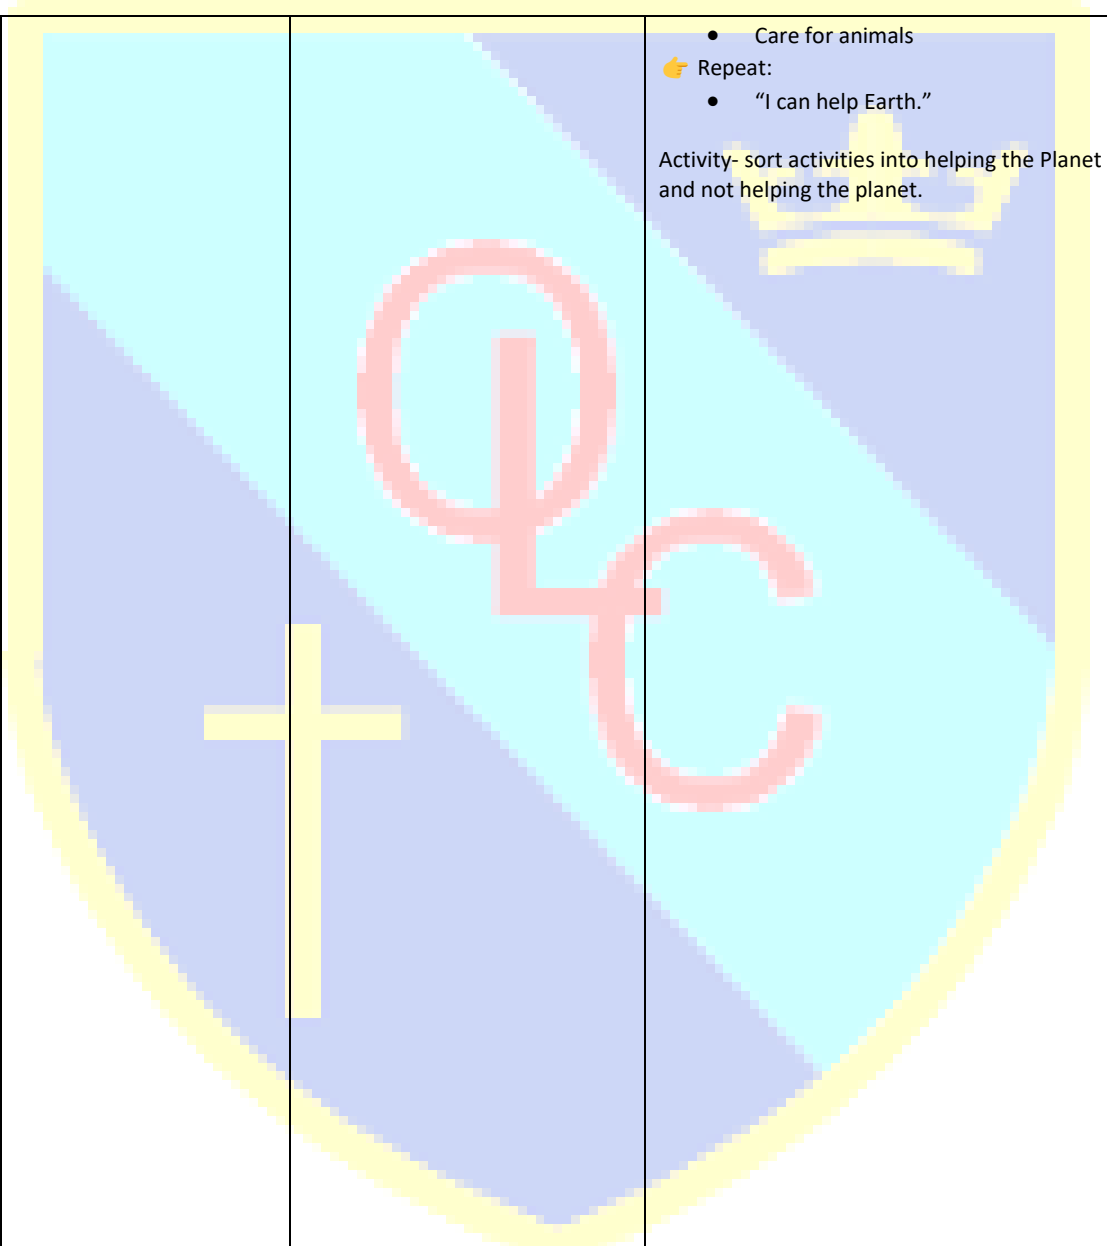 • Care for animals
👉 Repeat:
• “I can help Earth.”
Activity- sort activities into helping the Planet
and not helping the planet.
OLC